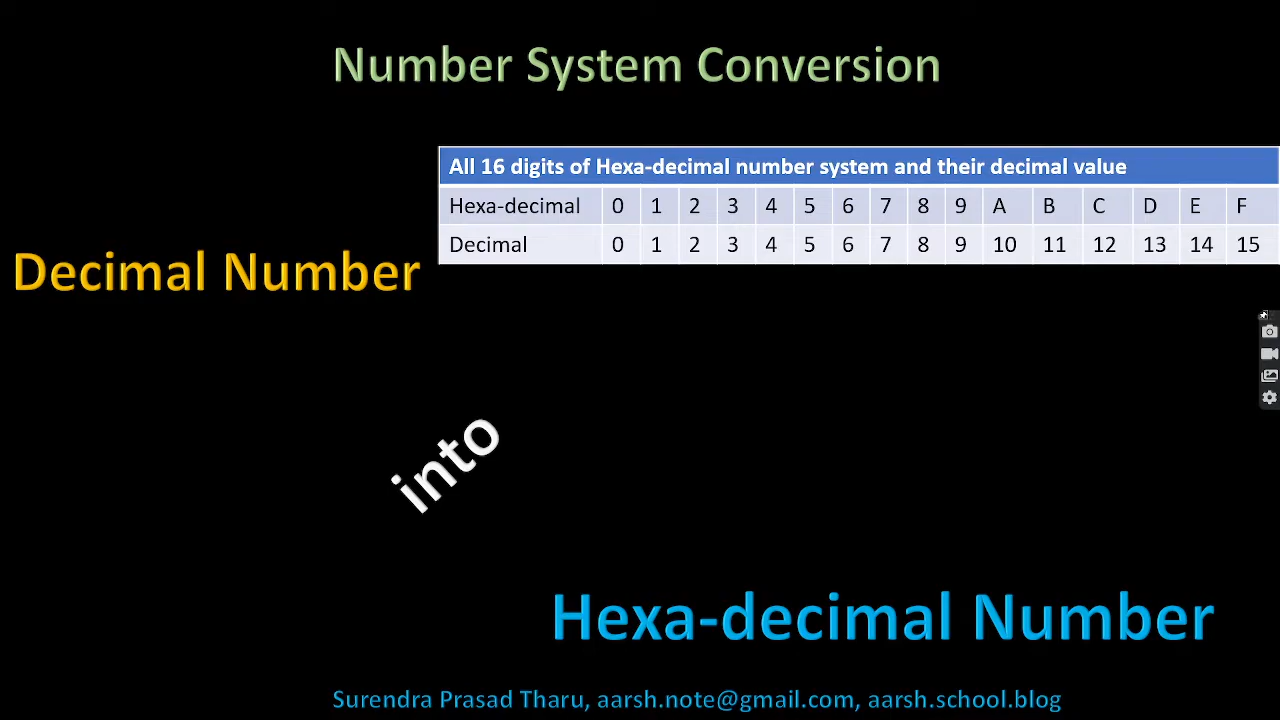 Number System Conversion
All 16 digits of Hexa-decimal number system and their decimal value
Hexa-decimal 0 1 2 3 4 5 6 7 8 9 A B C D E F
Decimal 0 1 2 3 4 5 6 7 8 9 10 11 12 13 14 15
Decimal Number
into
Hexa-decimal Number
Surendra Prasad Tharu, aarsh.note@gmail.com, aarsh.school.blog